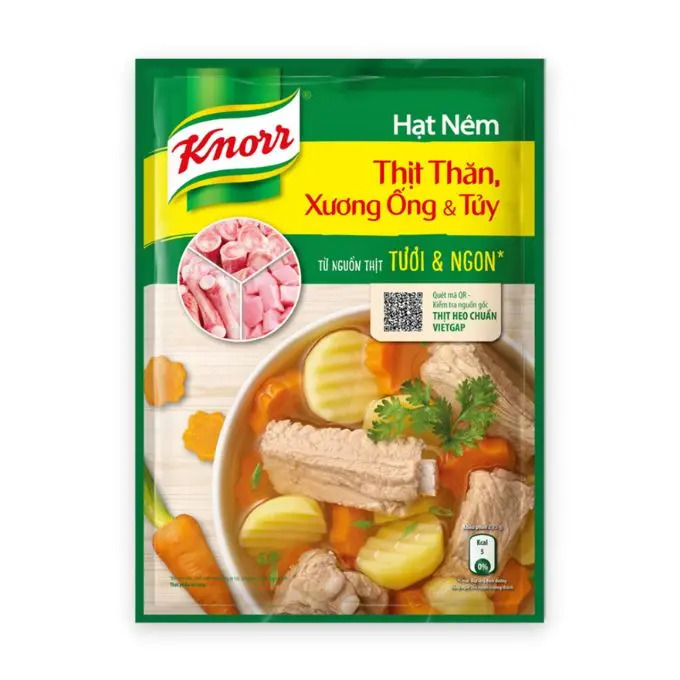 Knorr®
Hạt Nêm
Thịt Thăn,
Xương Ống & Tủy
TỪ NGUỒN THỊT TƯƠI & NGON*
Quét mã QR -
Kiểm tra nguồn gốc
THỊT HEO CHUẨN
VIETGAP
Kcal
5
0%